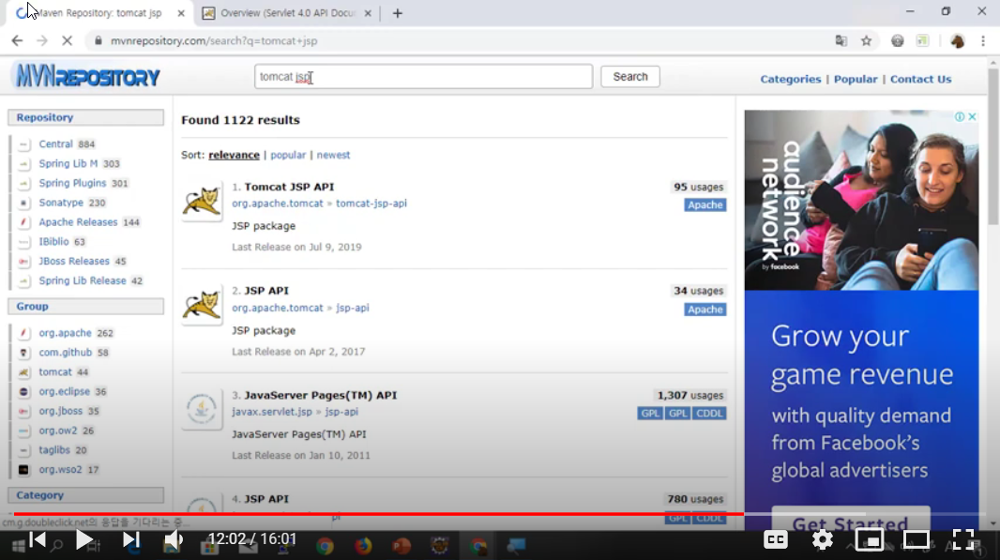 Maven Repository: tomcat jsp
Overview (Servlet 4.0 API Docu
mvnrepository.com/search?q=tomcat+jsp
MVNREPOSITORY
tomcat jsp
Search
Categories | Popular | Contact Us
Repository
Central 884
Spring Lib M 303
Spring Plugins 301
Sonatype 230
Apache Releases 144
IBiblio 63
JBoss Releases 45
Spring Lib Release 42
Group
org.apache 262
com.github 58
tomcat 44
org.eclipse 36
org.jboss 35
org.ow2 26
taglibs 20
org.wso2 17
Category
Found 1122 results
Sort: relevance | popular | newest
1. Tomcat JSP API
95 usages
org.apache.tomcat » tomcat-jsp-api
Apache
JSP package
Last Release on Jul 9, 2019
2. JSP API
34 usages
org.apache.tomcat » jsp-api
Apache
JSP package
Last Release on Apr 2, 2017
3. JavaServer Pages(TM) API
1,307 usages
javax.servlet.jsp » jsp-api
GPL GPL CDDL
JavaServer Pages(TM) API
Last Release on Jan 10, 2011
4. JSP API
780 usages
GPL CDDL
audience network
by facebook
Grow your
game revenue
with quality demand
from Facebook's
global advertisers
Get Started
cm.g.doubleclick.net의 응답을 기다리는 중...
12:02 / 16:01
CC